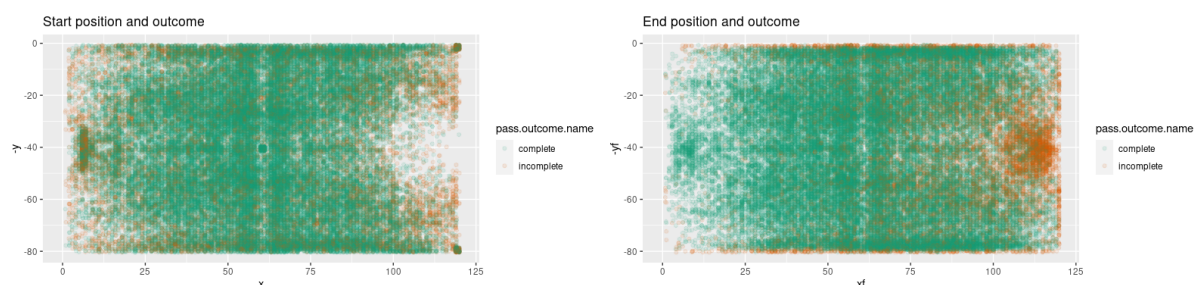 Start position and outcome
0
-20
-40
-60
-80
-y
0
25
50
75
100
125
x
pass.outcome.name
complete
incomplete
End position and outcome
0
-20
-40
-60
-80
-yf
0
25
50
75
100
125
xf
pass.outcome.name
complete
incomplete